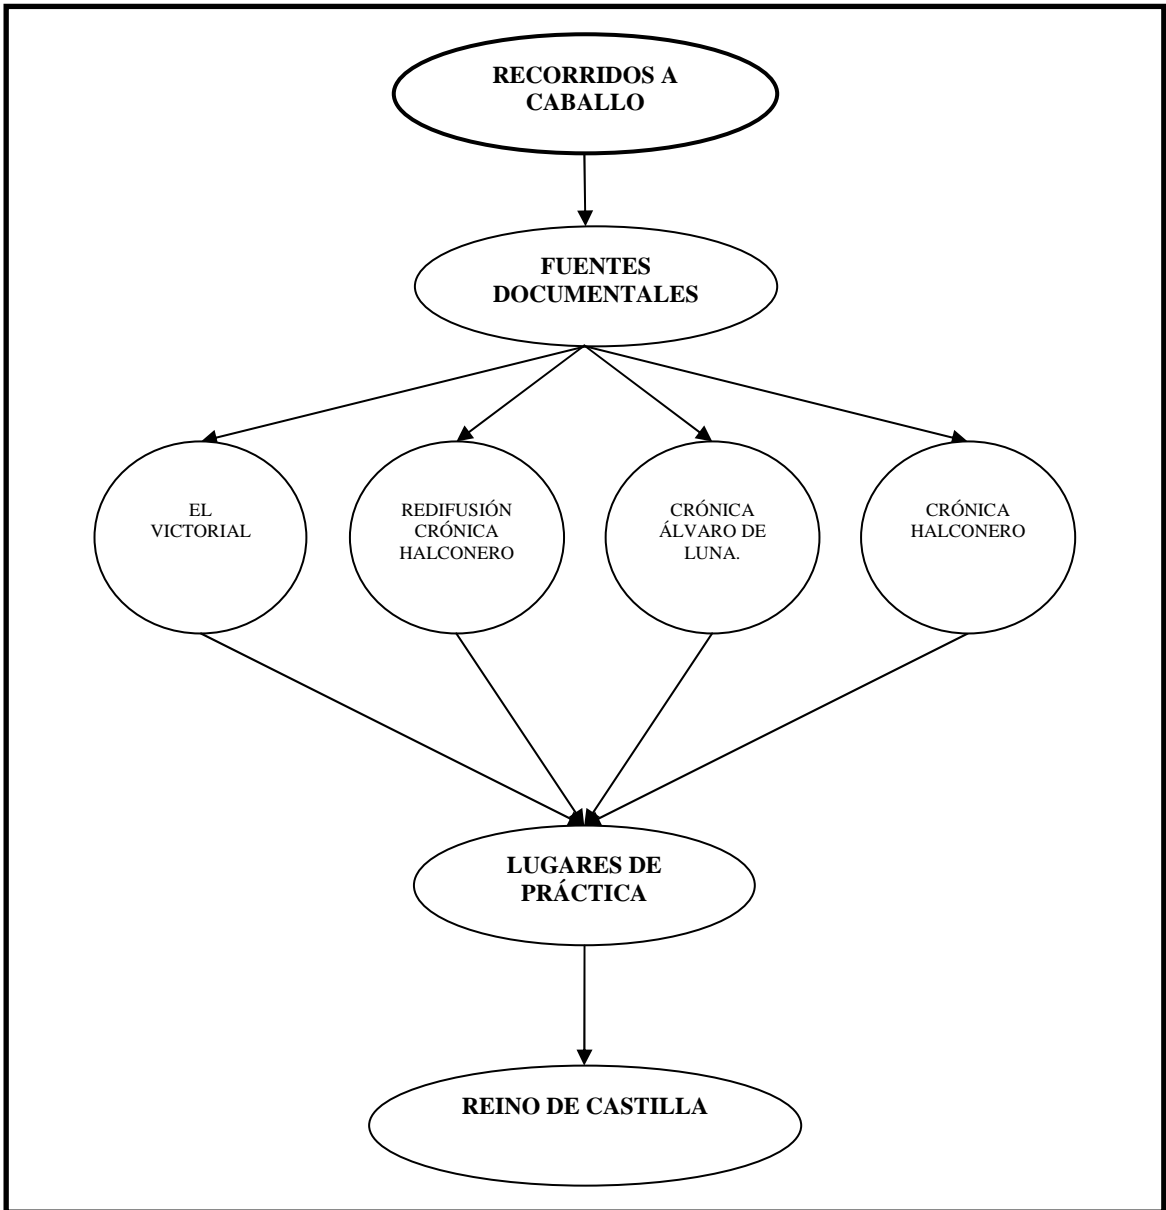 RECORRIDOS A
CABALLO
FUENTES
DOCUMENTALES
EL
VICTORIAL
REDIFUSIÓN
CRÓNICA
HALCONERO
CRÓNICA
ÁLVARO DE
LUNA.
CRÓNICA
HALCONERO
LUGARES DE
PRÁCTICA
REINO DE CASTILLA